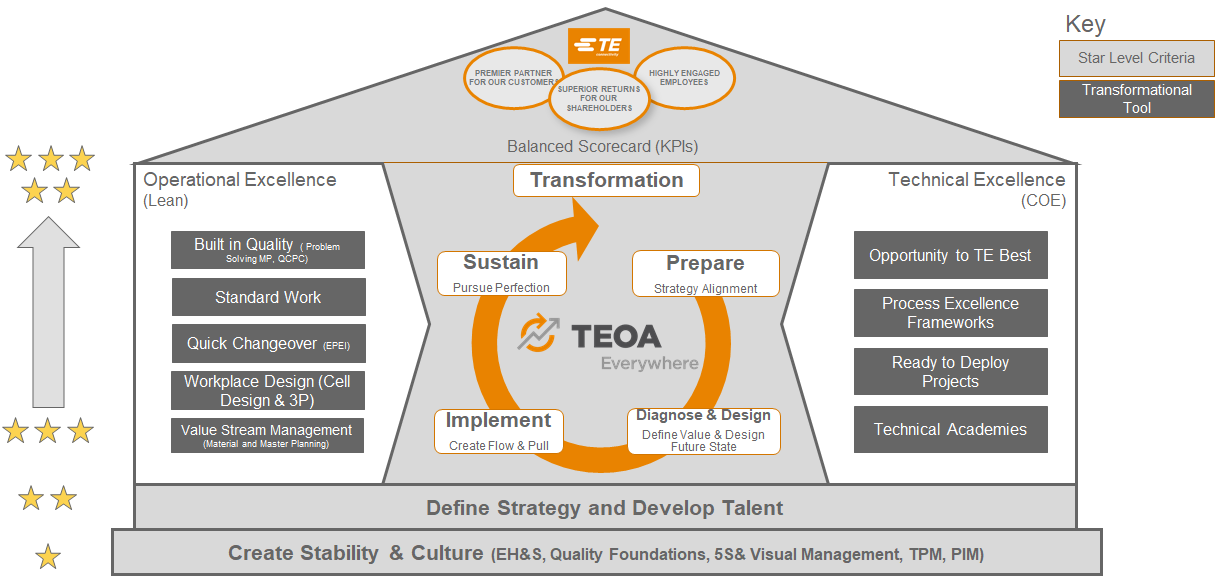 Key
Star Level Criteria
Transformational
Tool
TE
connectivity
PREMIER PARTNER
FOR OUR CUSTOMERS
HIGHLY ENGAGED
EMPLOYEES
SUPERIOR RETURNS
FOR OUR
SHAREHOLDERS
Balanced Scorecard (KPIs)
Operational Excellence
(Lean)
Built in Quality ( Problem
Solving MP, QCPC)
Standard Work
Quick Changeover (EPEI)
Workplace Design (Cell
Design & 3P)
Value Stream Management
(Material and Master Planning)
Transformation
Sustain
Pursue Perfection
Prepare
Strategy Alignment
TEOA
Everywhere
Implement
Create Flow & Pull
Diagnose & Design
Define Value & Design
Future State
Technical Excellence
(COE)
Opportunity to TE Best
Process Excellence
Frameworks
Ready to Deploy
Projects
Technical Academies
Define Strategy and Develop Talent
Create Stability & Culture (EH&S, Quality Foundations, 5S& Visual Management, TPM, PIM)